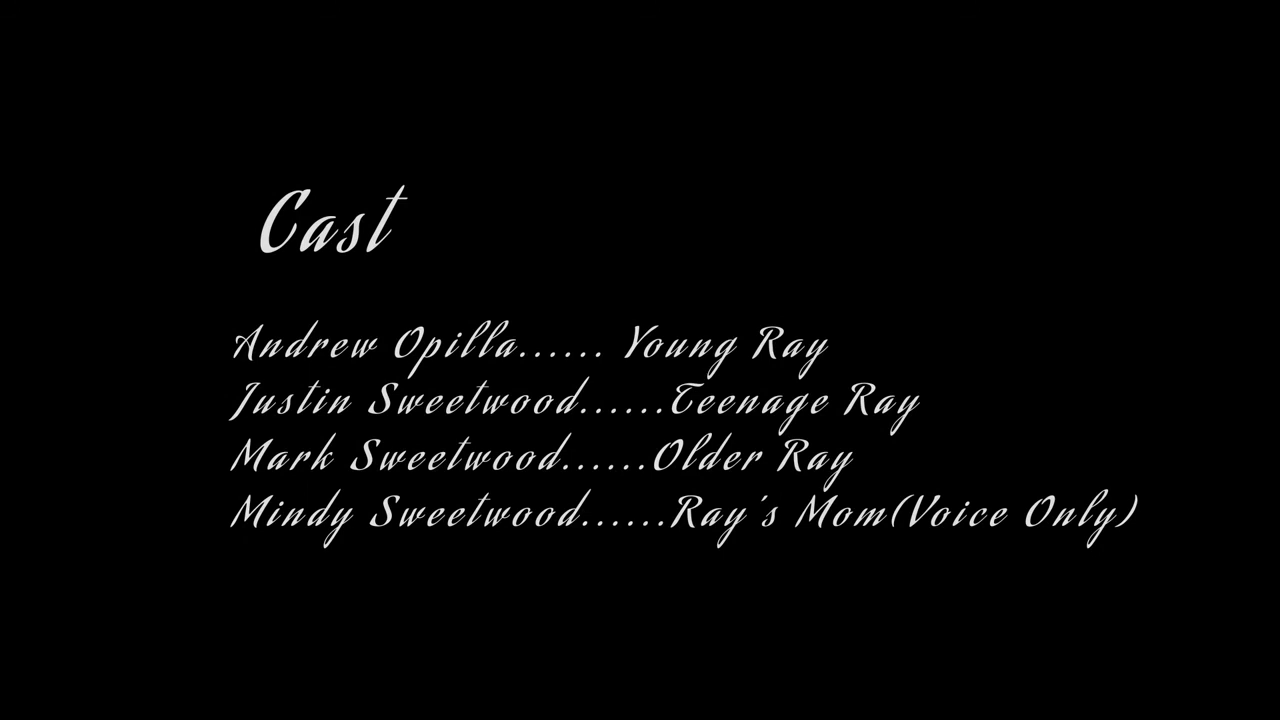 Cast
Andrew Opilla...... Young Ray
Justin Sweetwood......Teenage Ray
Mark Sweetwood......Older Ray
Mindy Sweetwood......Ray's Mom(Voice Only)